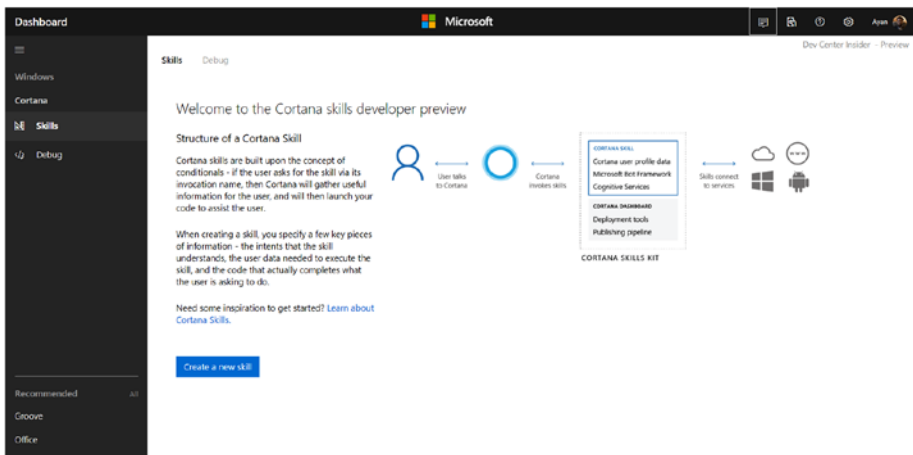 Dashboard
Microsoft
Ayan
Dev Center Insider - Preview
Windows
Cortana
Skills
Debug
Recommended
All
Groove
Office
Skills
Debug
Welcome to the Cortana skills developer preview
Structure of a Cortana Skill
Cortana skills are built upon the concept of
conditionals - if the user asks for the skill via its
invocation name, then Cortana will gather useful
information for the user, and will then launch your
code to assist the user.
When creating a skill, you specify a few key pieces
of information - the intents that the skill
understands, the user data needed to execute the
skill, and the code that actually completes what
the user is asking to do.
Need some inspiration to get started? Learn about
Cortana Skills.
Create a new skill
User talks
to Cortana
Cortana
invokes skills
CORTANA SKILL
Cortana user profile data
Microsoft Bot Framework
Cognitive Services
CORTANA DASHBOARD
Deployment tools
Publishing pipeline
CORTANA SKILLS KIT
Skills connect
to services